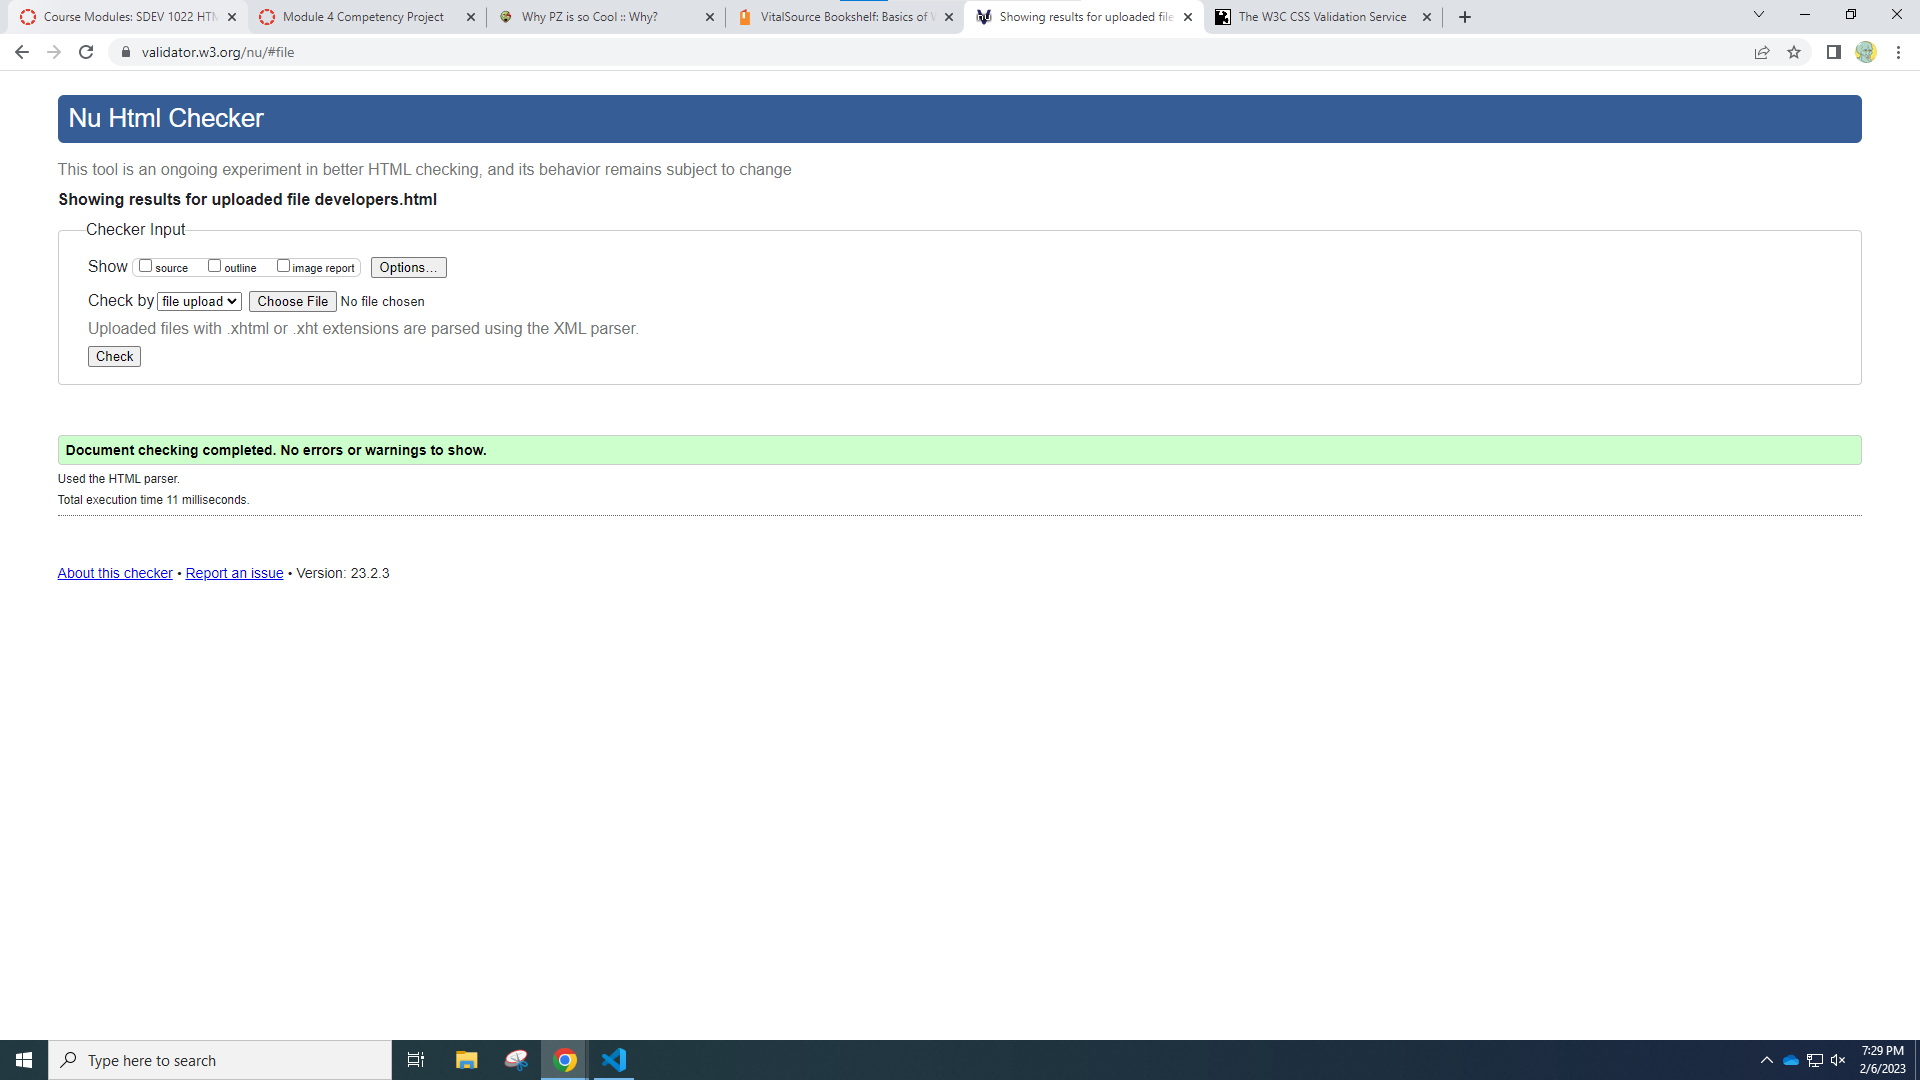 Course Modules: SDEV 1022 HTM
Module 4 Competency Project
Why PZ is so Cool :: Why?
VitalSource Bookshelf: Basics of W
Showing results for uploaded file
The W3C CSS Validation Service
validator.w3.org/nu/#file
Nu Html Checker
This tool is an ongoing experiment in better HTML checking, and its behavior remains subject to change
Showing results for uploaded file developers.html
Checker Input
Show source outline image report Options...
Check by file upload Choose File No file chosen
Uploaded files with .xhtml or .xht extensions are parsed using the XML parser.
Check
Document checking completed. No errors or warnings to show.
Used the HTML parser.
Total execution time 11 milliseconds.
About this checker • Report an issue • Version: 23.2.3
Type here to search
7:29 PM
2/6/2023